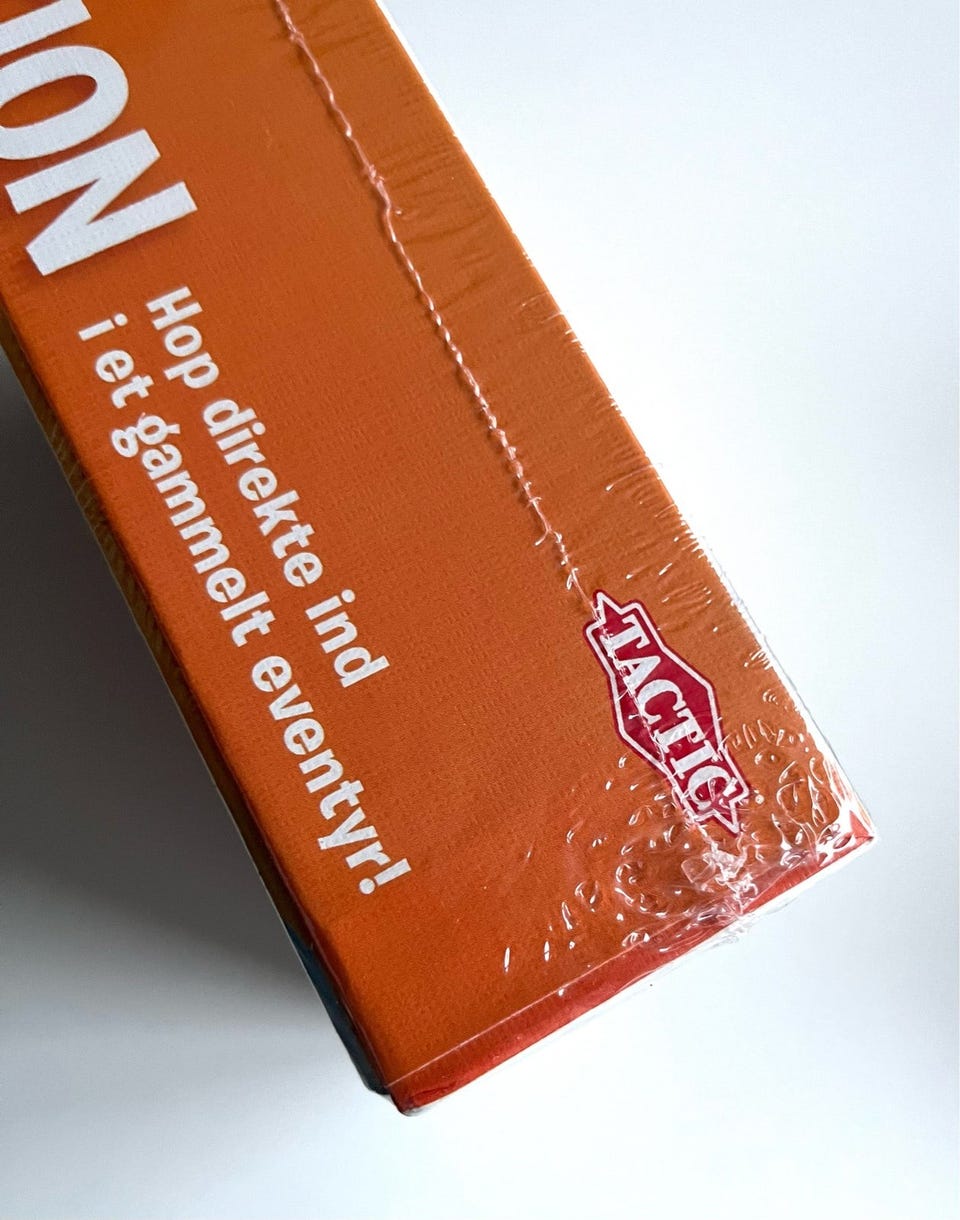 ION
Hop direkte ind
i et gammelt eventyr!
TACTIC